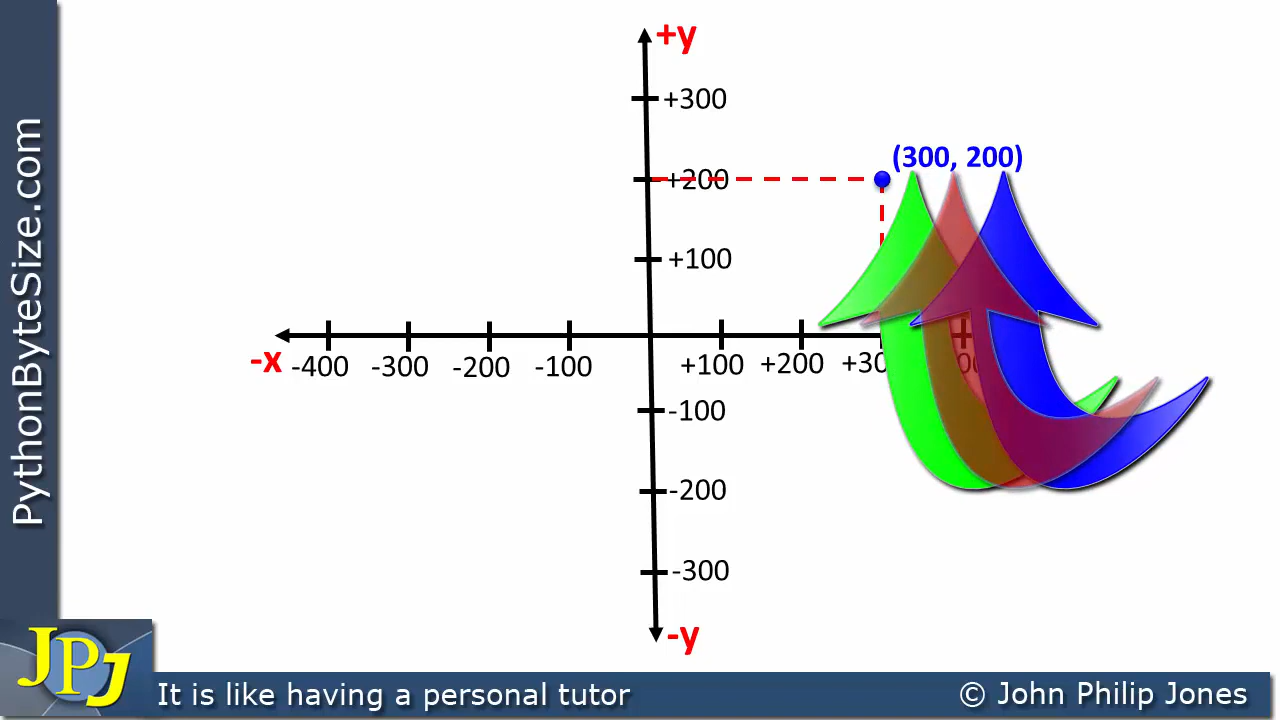 +y
+300
(300, 200)
+200
+100
-x
-400
-300
-200
-100
+100
+200
-100
-200
-300
-y
PythonByteSize.com
JPJ
It is like having a personal tutor
© John Philip Jones